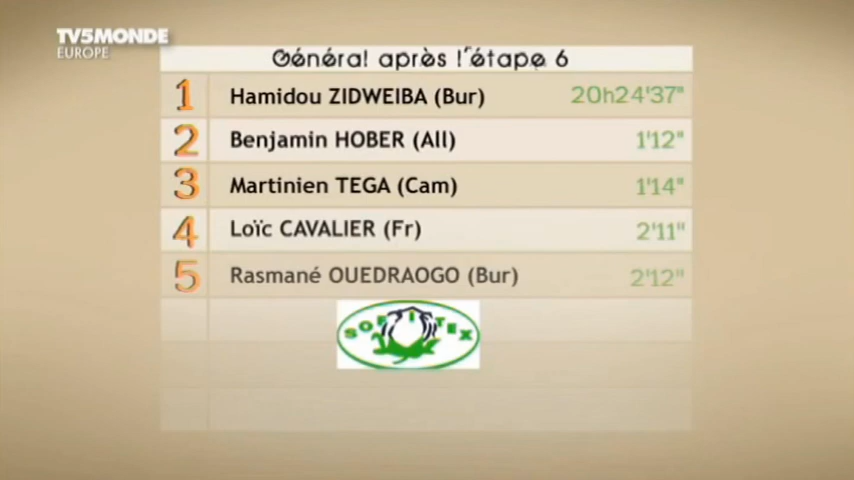 TV5MONDE
EUROPE
Général après l'étape 6
1 Hamidou ZIDWEIBA (Bur) 20h24'37"
2 Benjamin HOBER (All) 1'12"
3 Martinien TEGA (Cam) 1'14"
4 Loïc CAVALIER (Fr) 2'11"
5 Rasmané OUEDRAOGO (Bur) 2'12"
SOFITEX